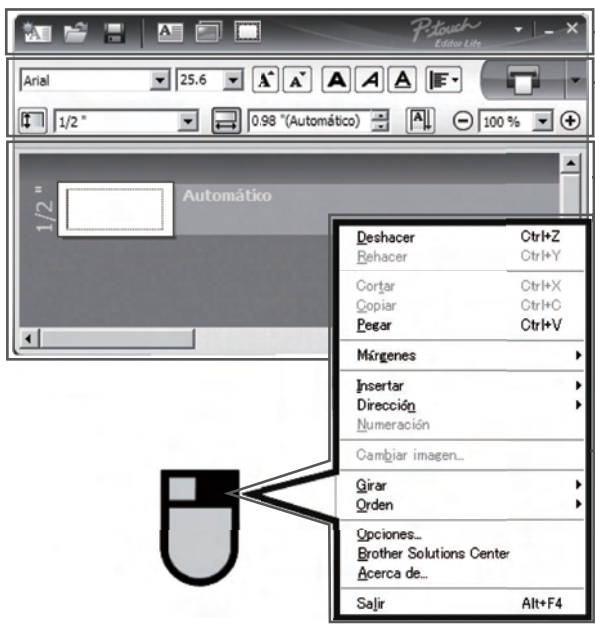 P-touch
Editor Lite
Arial 25.6 A A A A A
1/2 " 0.98 "(Automático) A 100 %
1/2 "
Automático
Deshacer Ctrl+Z
Rehacer Ctrl+Y
Cortar Ctrl+X
Copiar Ctrl+C
Pegar Ctrl+V
Márgenes
Insertar
Dirección
Numeración
Cambiar imagen...
Girar
Orden
Opciones...
Brother Solutions Center
Acerca de...
Salir Alt+F4